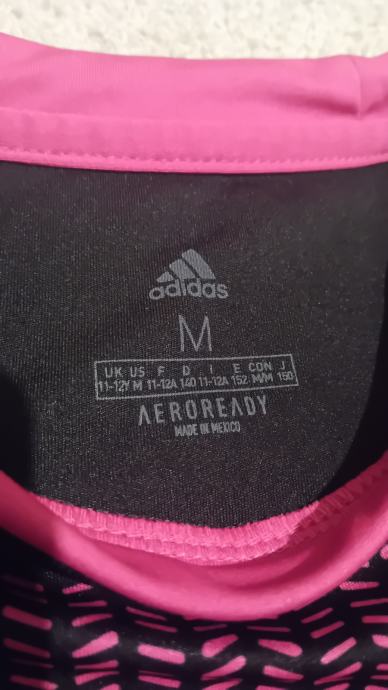 adidas
M
UK US F D I E CON J
11-12Y M 11-12A 140 11-12A 152 M/M 150
AEROREADY
MADE IN MEXICO